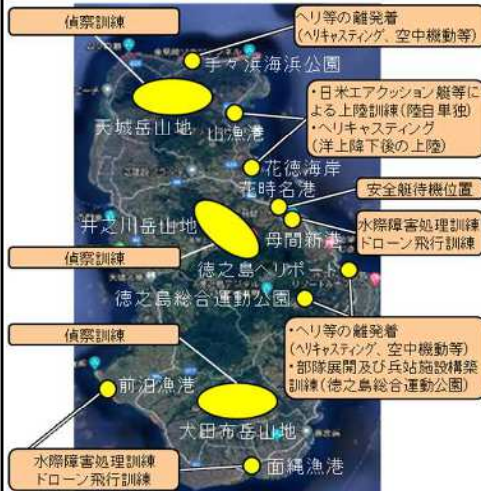 偵察訓練
ヘリ等の離発着
(ヘリキャスティング、空中機動等)
手々浜海浜公園
天城岳山地
山漁港
・日米エアクッション艇等に
よる上陸訓練(陸自単独)
・ヘリキャスティング
(洋上降下後の上陸)
花徳海岸
花時名港
安全艇待機位置
井之川岳山地
母間新港
水際障害処理訓練
ドローン飛行訓練
偵察訓練
徳之島ヘリポート
徳之島総合運動公園
偵察訓練
・ヘリ等の離発着
(ヘリキャスティング、空中機動等)
・部隊展開及び兵站施設構築
訓練(徳之島総合運動公園)
前泊漁港
犬田布岳山地
水際障害処理訓練
ドローン飛行訓練
面縄漁港